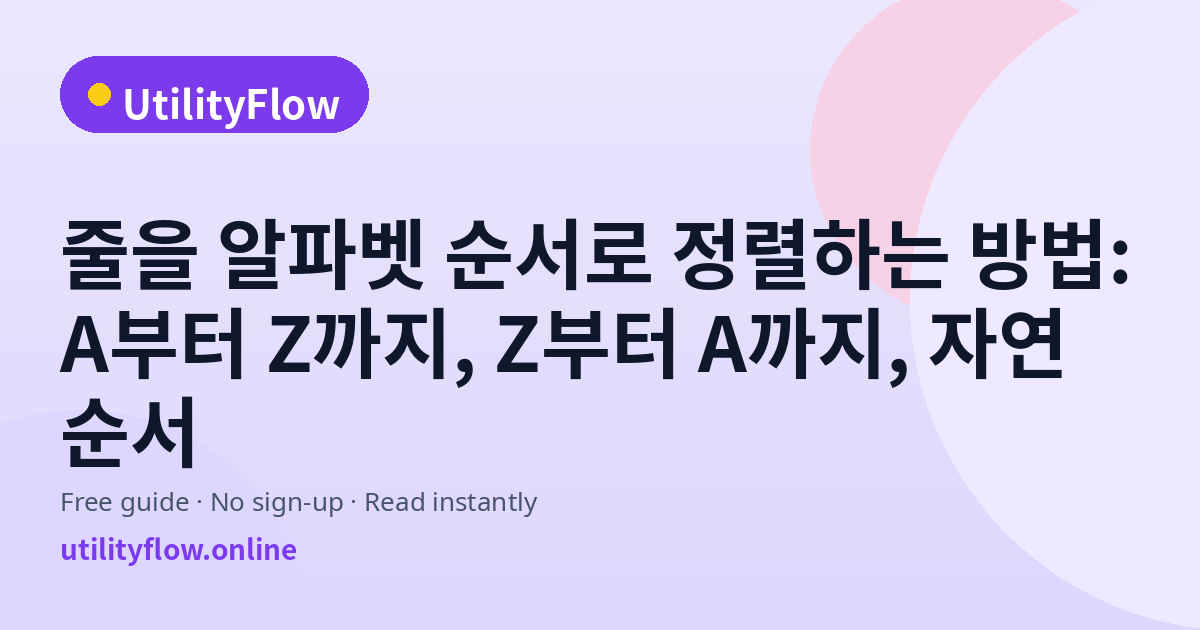 UtilityFlow
줄을 알파벳 순서로 정렬하는 방법:
A부터 Z까지, Z부터 A까지, 자연
순서
Free guide · No sign-up · Read instantly
utilityflow.online